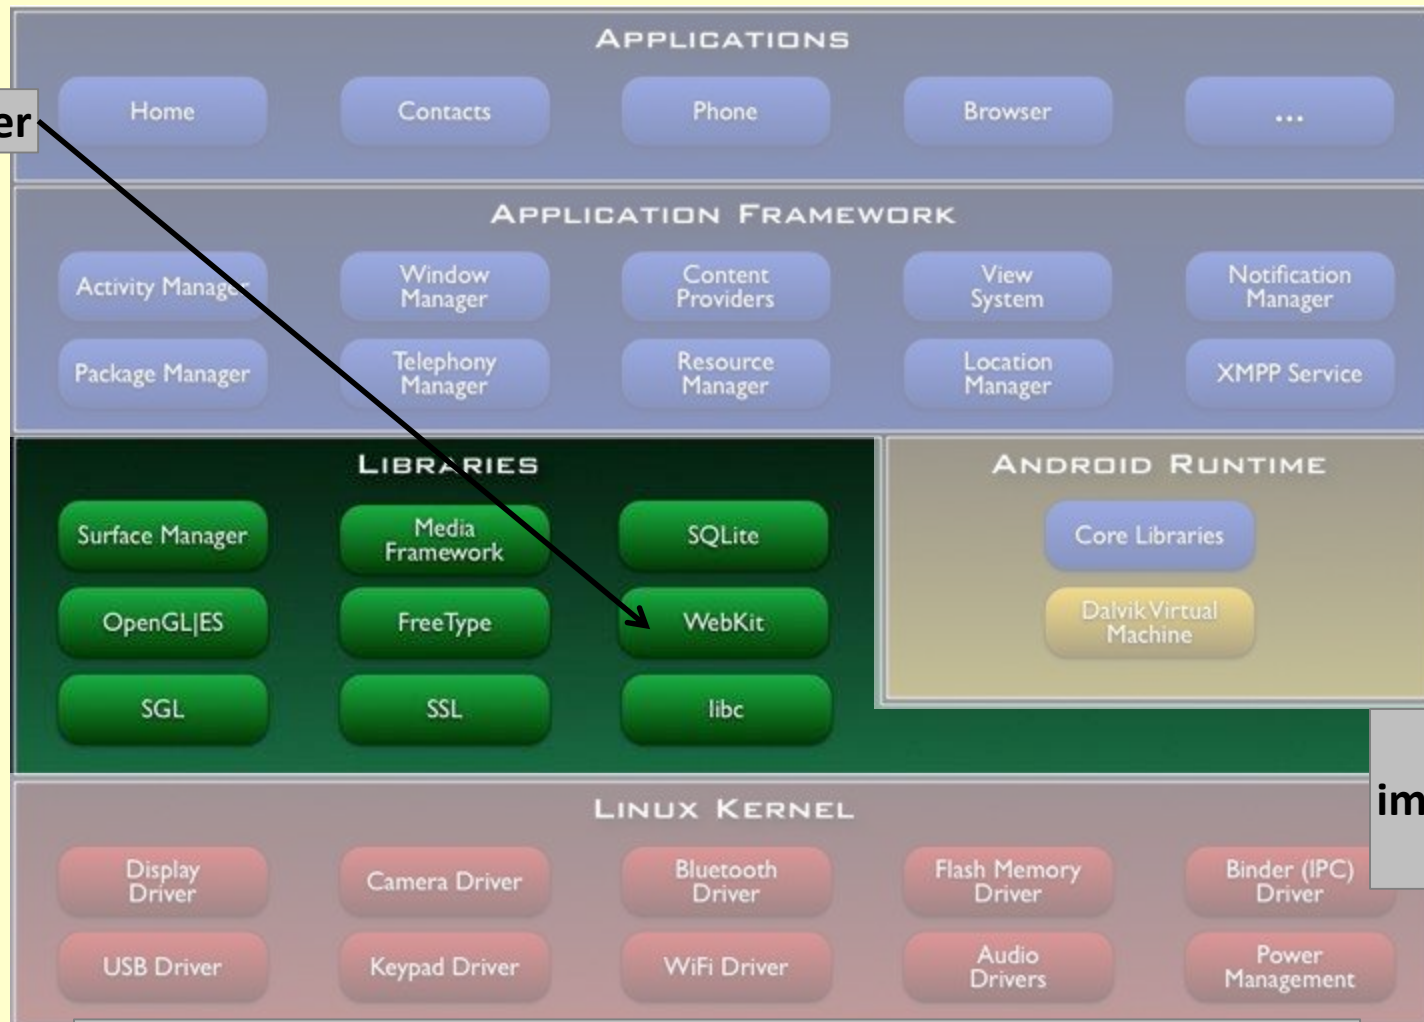 APPLICATIONS
er
Home
Contacts
Phone
Browser
...
APPLICATION FRAMEWORK
Activity Manager
Window
Manager
Content
Providers
View
System
Notification
Manager
Package Manager
Telephony
Manager
Resource
Manager
Location
Manager
XMPP Service
LIBRARIES
Surface Manager
Media
Framework
SQLite
OpenGL|ES
FreeType
WebKit
SGL
SSL
libc
ANDROID RUNTIME
Core Libraries
Dalvik Virtual
Machine
im
LINUX KERNEL
Display
Driver
Camera Driver
Bluetooth
Driver
Flash Memory
Driver
Binder (IPC)
Driver
USB Driver
Keypad Driver
WiFi Driver
Audio
Drivers
Power
Management